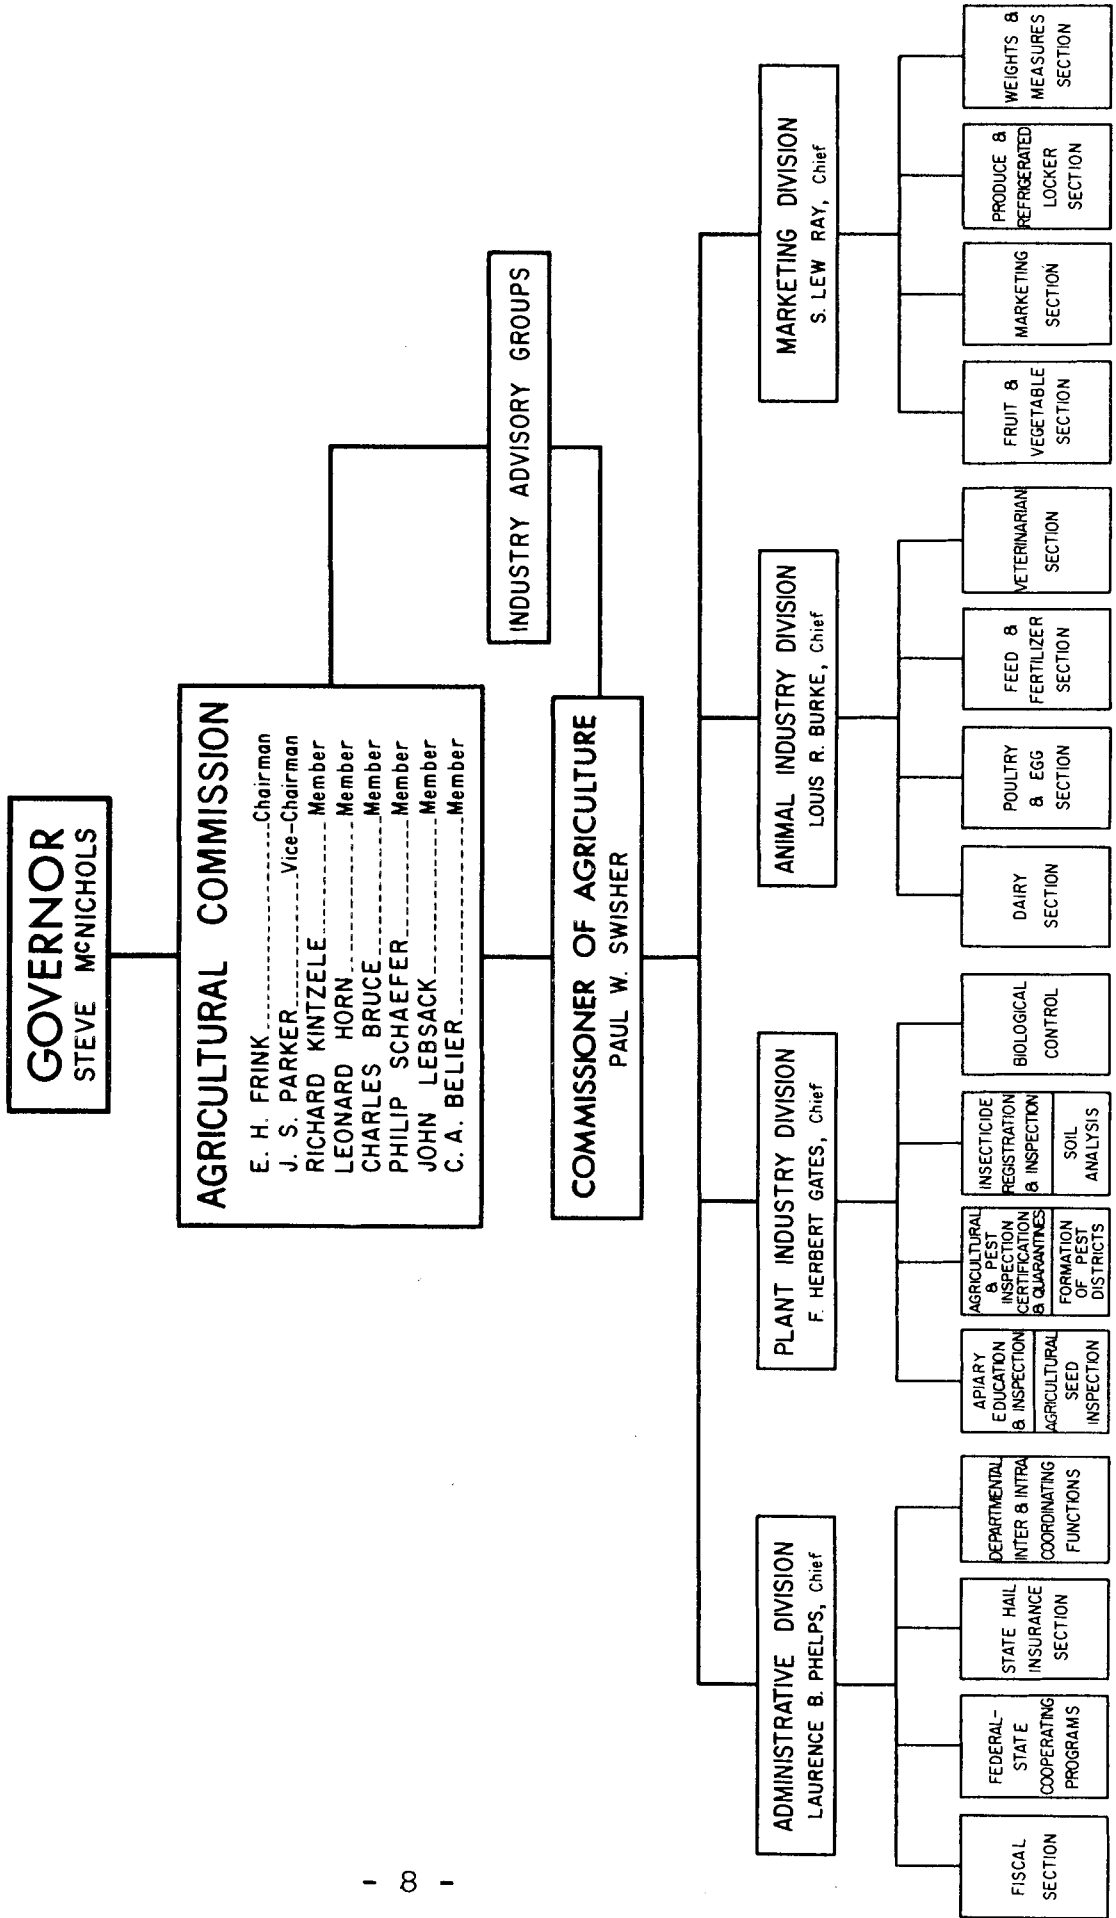 GOVERNOR
STEVE McNICHOLS
AGRICULTURAL COMMISSION
E. H. FRINK----------Chairman
J. S. PARKER----------Vice-Chairman
RICHARD KINTZELE----------Member
LEONARD HORN----------Member
CHARLES BRUCE----------Member
PHILIP SCHAEFER----------Member
JOHN LEBSACK----------Member
C. A. BELIER----------Member
INDUSTRY ADVISORY GROUPS
COMMISSIONER OF AGRICULTURE
PAUL W. SWISHER
ADMINISTRATIVE DIVISION
LAURENCE B. PHELPS, Chief
PLANT INDUSTRY DIVISION
F. HERBERT GATES, Chief
ANIMAL INDUSTRY DIVISION
LOUIS R. BURKE, Chief
MARKETING DIVISION
S. LEW RAY, Chief
FISCAL
SECTION
FEDERAL-
STATE
COOPERATING
PROGRAMS
STATE HAIL
INSURANCE
SECTION
DEPARTMENTAL
INTER & INTRA
COORDINATING
FUNCTIONS
APIARY
EDUCATION
& INSPECTION
AGRICULTURAL
SEED
INSPECTION
AGRICULTURAL
& PEST
INSPECTION
CERTIFICATION
& QUARANTINES
FORMATION
OF PEST
DISTRICTS
INSECTICIDE
REGISTRATION
& INSPECTION
SOIL
ANALYSIS
BIOLOGICAL
CONTROL
DAIRY
SECTION
POULTRY
& EGG
SECTION
FEED &
FERTILIZER
SECTION
VETERINARIAN
SECTION
FRUIT &
VEGETABLE
SECTION
MARKETING
SECTION
PRODUCE &
REFRIGERATED
LOCKER
SECTION
WEIGHTS &
MEASURES
SECTION
- 8 -